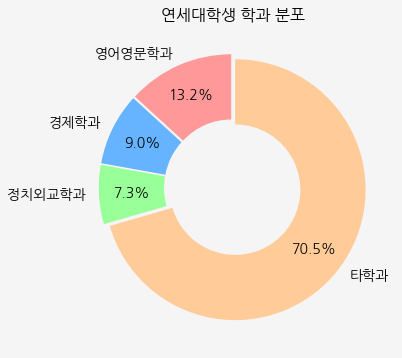 연세대학생 학과 분포
영어영문학과
13.2%
경제학과
9.0%
정치외교학과
7.3%
70.5%
타학과